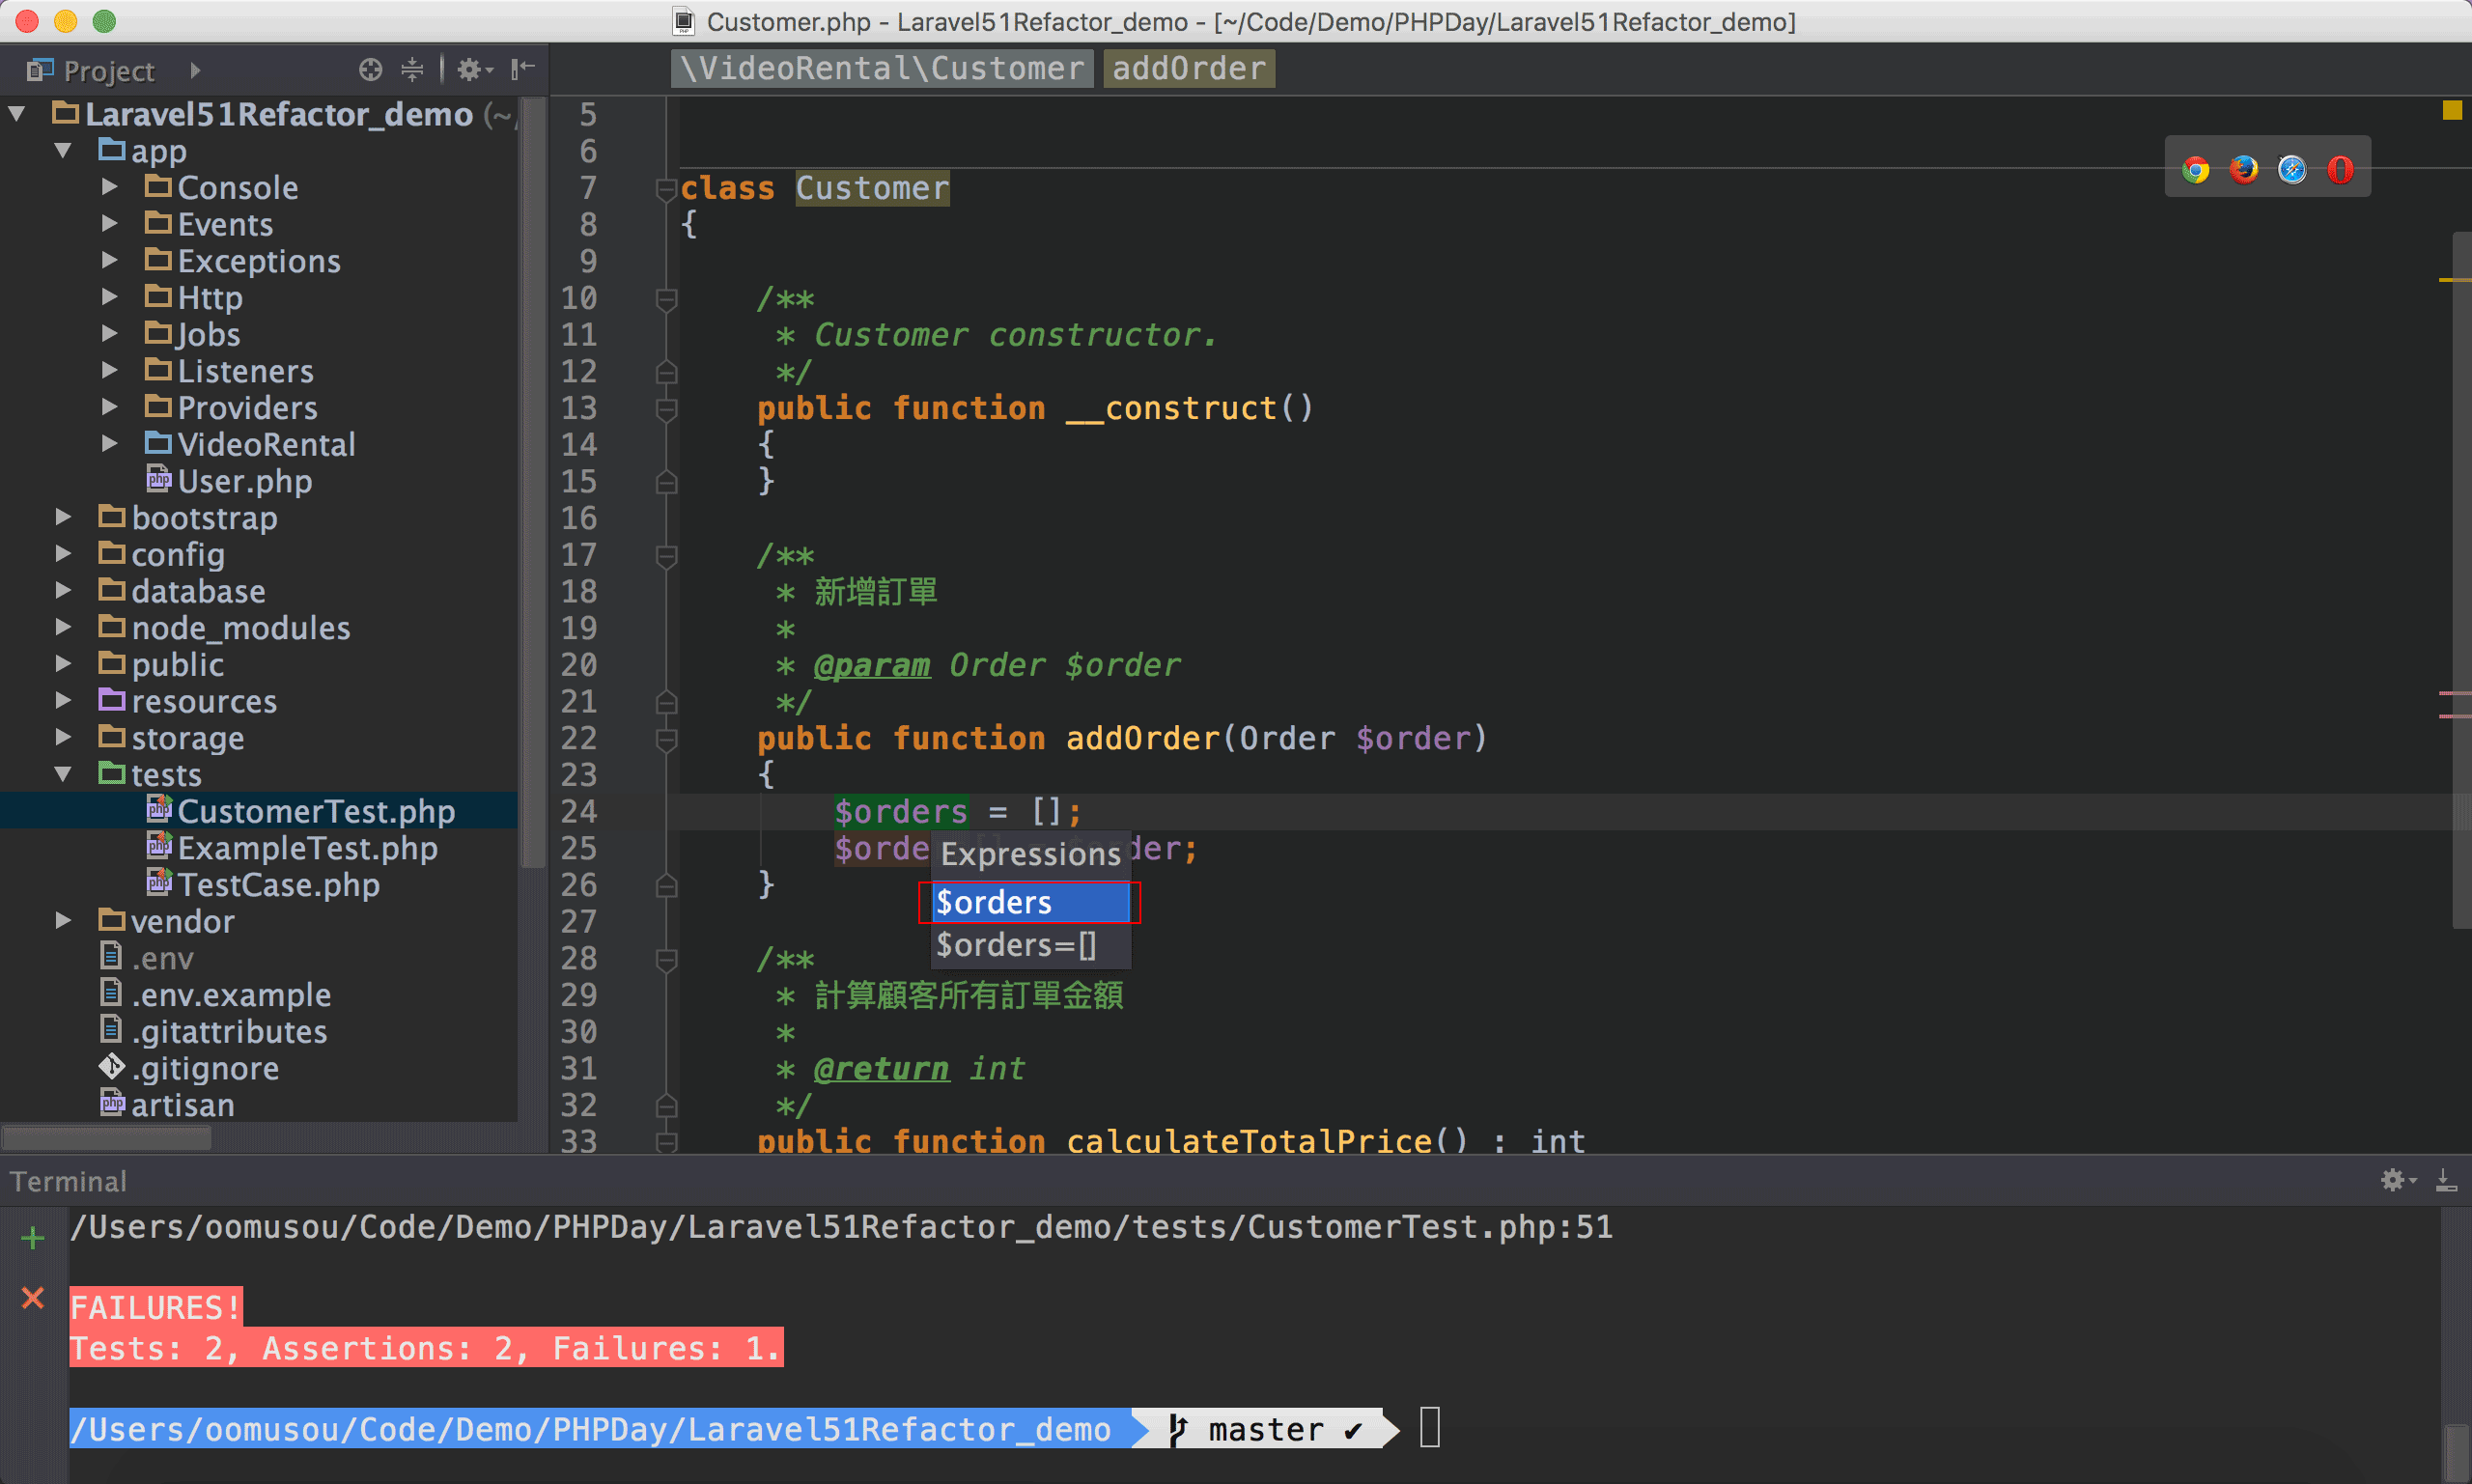 Customer.php - Laravel51Refactor_demo - [~/Code/Demo/PHPDay/Laravel51Refactor_demo]
Project
\VideoRental\Customer addOrder
Laravel51Refactor_demo (~
app
Console
Events
Exceptions
Http
Jobs
Listeners
Providers
VideoRental
User.php
bootstrap
config
database
node_modules
public
resources
storage
tests
CustomerTest.php
ExampleTest.php
TestCase.php
vendor
.env
.env.example
.gitattributes
.gitignore
artisan
5
6
7 class Customer
8 {
9
10 /**
11 * Customer constructor.
12 */
13 public function __construct()
14 {
15 }
16
17 /**
18 * 新增訂單
19 *
20 * @param Order $order
21 */
22 public function addOrder(Order $order)
23 {
24 $orders = [];
25 $orde der;
26 }
27
28 /**
29 * 計算顧客所有訂單金額
30 *
31 * @return int
32 */
33 public function calculateTotalPrice() : int
Expressions
$orders
$orders=[]
Terminal
/Users/oomusou/Code/Demo/PHPDay/Laravel51Refactor_demo/tests/CustomerTest.php:51
FAILURES!
Tests: 2, Assertions: 2, Failures: 1.
/Users/oomusou/Code/Demo/PHPDay/Laravel51Refactor_demo master ✔